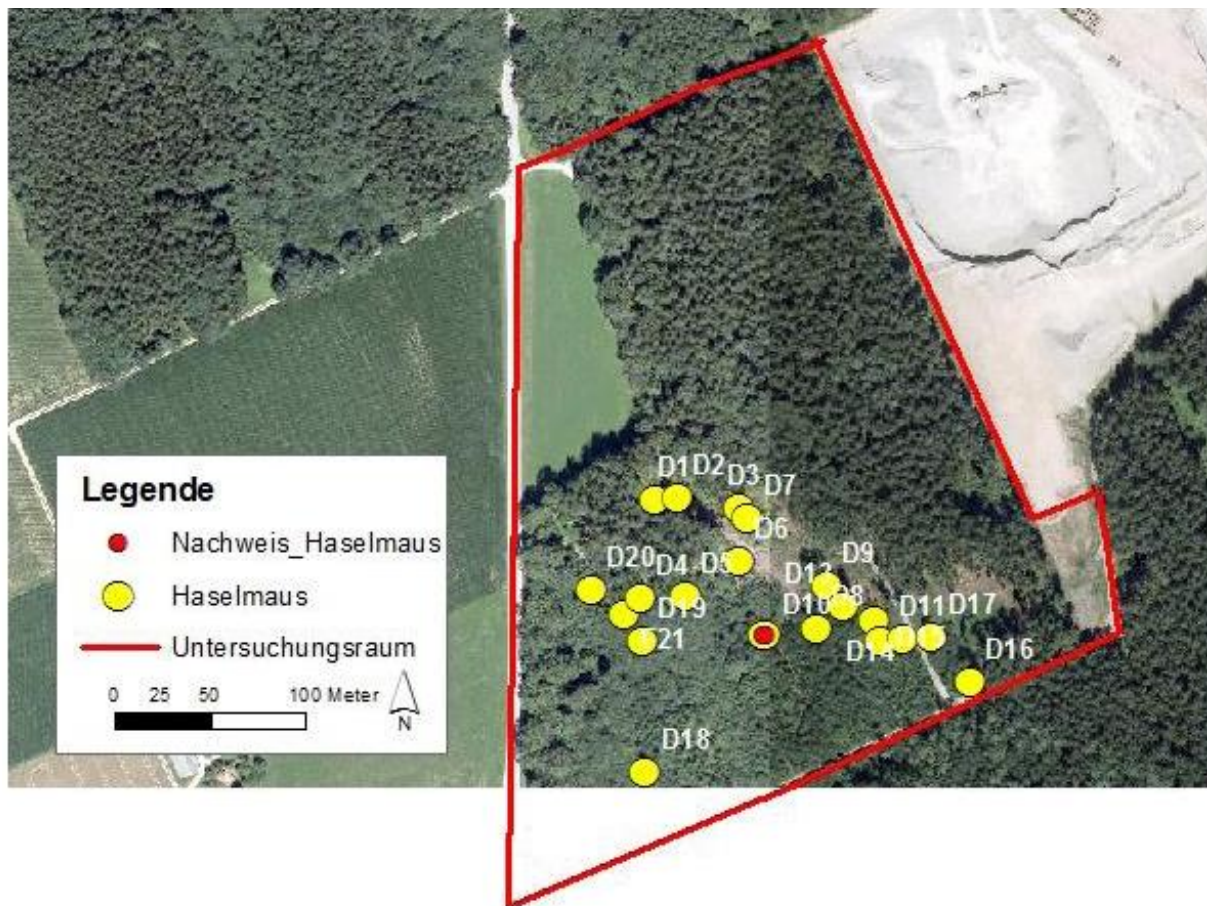 D1 D2
D3
D7
D6
D9
D20 D4 D5
D12
D19
D10 D8
D11 D17
21
D14
D16
D18
Legende
Nachweis_Haselmaus
Haselmaus
Untersuchungsraum
0 25 50 100 Meter
N